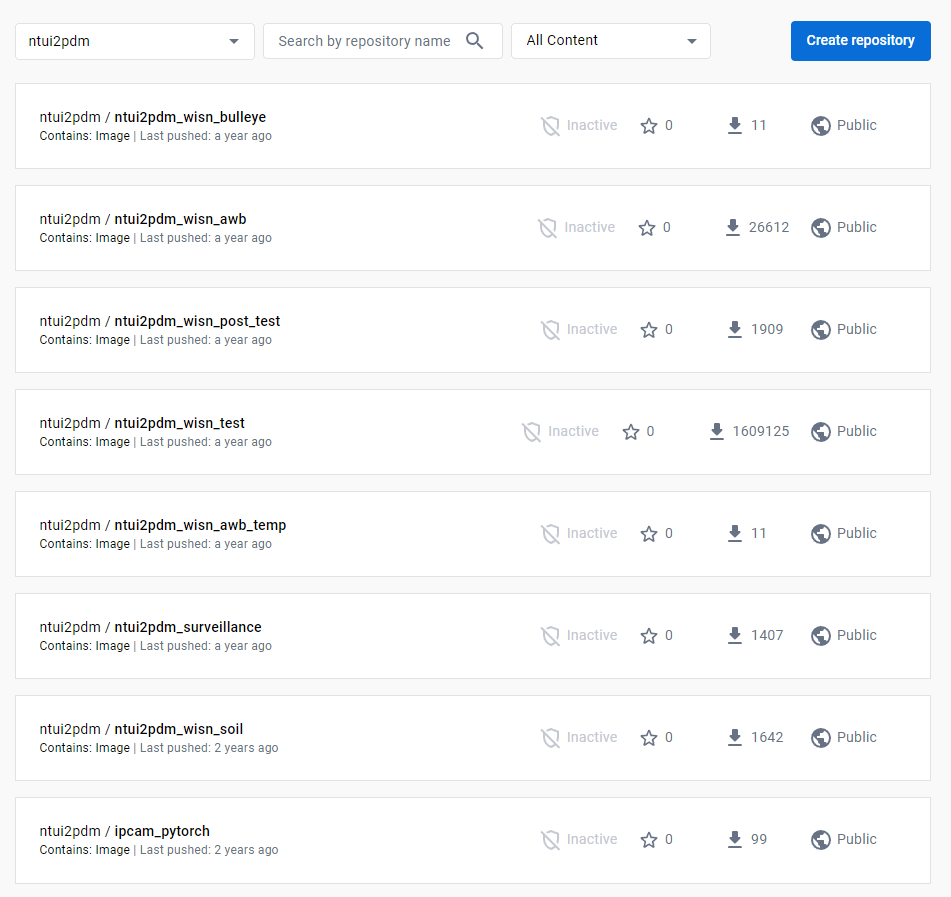 ntui2pdm
Search by repository name
All Content
Create repository
ntui2pdm / ntui2pdm_wisn_bulleye
Contains: Image | Last pushed: a year ago
Inactive 0 11 Public
ntui2pdm / ntui2pdm_wisn_awb
Contains: Image | Last pushed: a year ago
Inactive 0 26612 Public
ntui2pdm / ntui2pdm_wisn_post_test
Contains: Image | Last pushed: a year ago
Inactive 0 1909 Public
ntui2pdm / ntui2pdm_wisn_test
Contains: Image | Last pushed: a year ago
Inactive 0 1609125 Public
ntui2pdm / ntui2pdm_wisn_awb_temp
Contains: Image | Last pushed: a year ago
Inactive 0 11 Public
ntui2pdm / ntui2pdm_surveillance
Contains: Image | Last pushed: a year ago
Inactive 0 1407 Public
ntui2pdm / ntui2pdm_wisn_soil
Contains: Image | Last pushed: 2 years ago
Inactive 0 1642 Public
ntui2pdm / ipcam_pytorch
Contains: Image | Last pushed: 2 years ago
Inactive 0 99 Public